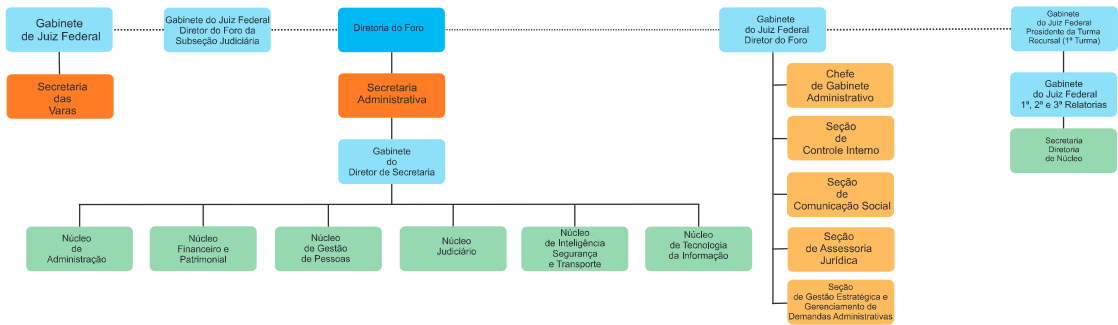 Gabinete
de Juiz Federal
Gabinete do Juiz Federal
Diretor do Foro da
Subseção Judiciária
Diretoria do Foro
Gabinete
do Juiz Federal
Diretor do Foro
Gabinete
do Juiz Federal
Presidente da Turma
Recursal (1ª Turma)
Secretaria
das
Varas
Secretaria
Administrativa
Gabinete
do
Diretor de Secretaria
Núcleo
de
Administração
Núcleo
Financeiro e
Patrimonial
Núcleo
de Gestão
de Pessoas
Núcleo
Judiciário
Núcleo
de Inteligência
Segurança
e Transporte
Núcleo
de Tecnologia
da Informação
Chefe
de Gabinete
Administrativo
Seção
de
Controle Interno
Seção
de
Comunicação Social
Seção
de Assessoria
Jurídica
Seção
de Gestão Estratégica e
Gerenciamento de
Demandas Administrativas
Gabinete
do Juiz Federal
1ª, 2ª e 3ª Relatorias
Secretaria
Diretoria
de Núcleo